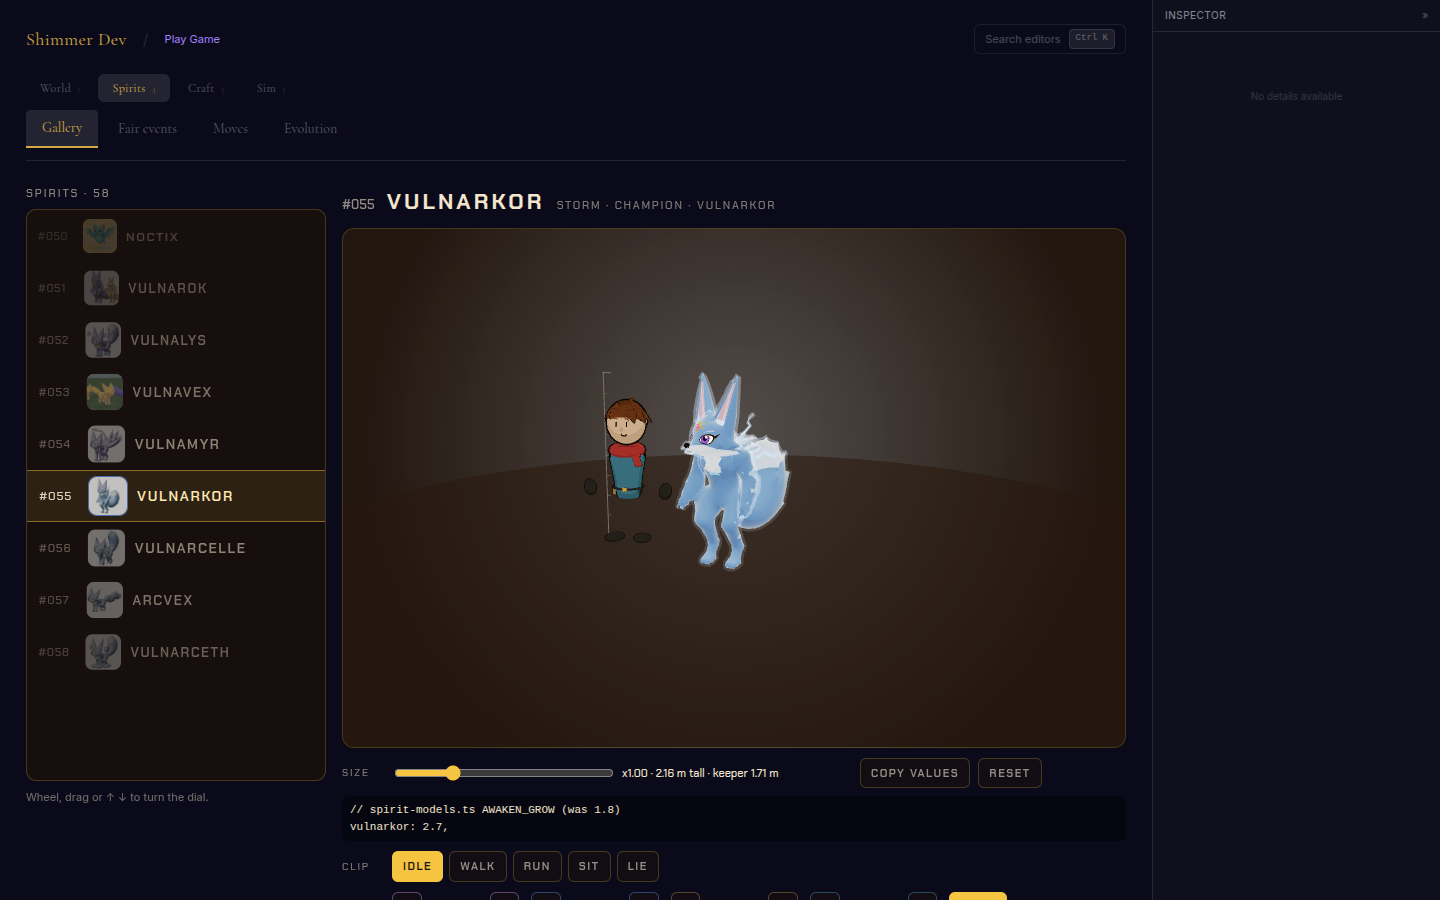 Shimmer Dev / Play Game
Search editors Ctrl K
INSPECTOR »
No details available
World Spirits Craft Sim
Gallery Fair events Moves Evolution
SPIRITS · 58
#050 NOCTIX
#051 VULNAROK
#052 VULNALYS
#053 VULNAVEX
#054 VULNAMYR
#055 VULNARKOR
#056 VULNARCELLE
#057 ARCVEX
#058 VULNARCETH
Wheel, drag or ↑ ↓ to turn the dial.
#055 VULNARKOR STORM · CHAMPION · VULNARKOR
SIZE x1.00 · 2.16 m tall · keeper 1.71 m COPY VALUES RESET
// spirit-models.ts AWAKEN_GROW (was 1.8)
vulnarkor: 2.7,
CLIP IDLE WALK RUN SIT LIE